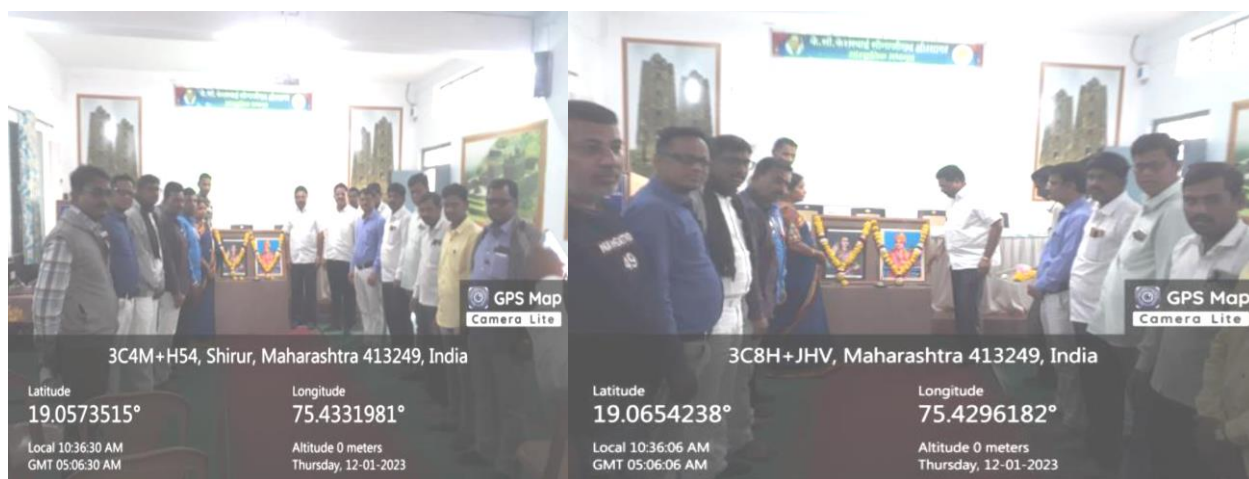 GPS Map
Camera Lite
3C4M+H54, Shirur, Maharashtra 413249, India
Latitude
19.0573515°
Longitude
75.4331981°
Local 10:36:30 AM
GMT 05:06:30 AM
Altitude 0 meters
Thursday, 12-01-2023
GPS Map
Camera Lite
3C8H+JHV, Maharashtra 413249, India
Latitude
19.0654238°
Longitude
75.4296182°
Local 10:36:06 AM
GMT 05:06:06 AM
Altitude 0 meters
Thursday, 12-01-2023